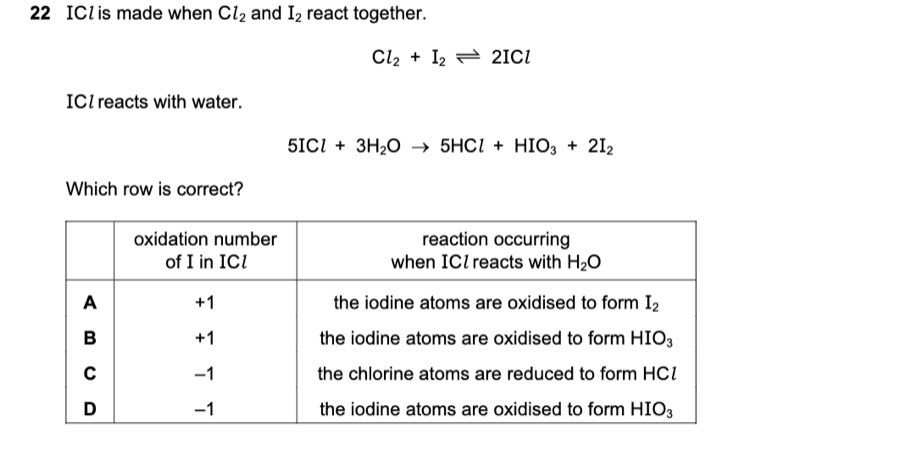 22 ICl is made when Cl₂ and I₂ react together.
Cl₂ + I₂ ⇌ 2ICl
ICl reacts with water.
5ICl + 3H₂O → 5HCl + HIO₃ + 2I₂
Which row is correct?
oxidation number of I in ICl
reaction occurring when ICl reacts with H₂O
A +1 the iodine atoms are oxidised to form I₂
B +1 the iodine atoms are oxidised to form HIO₃
C –1 the chlorine atoms are reduced to form HCl
D –1 the iodine atoms are oxidised to form HIO₃